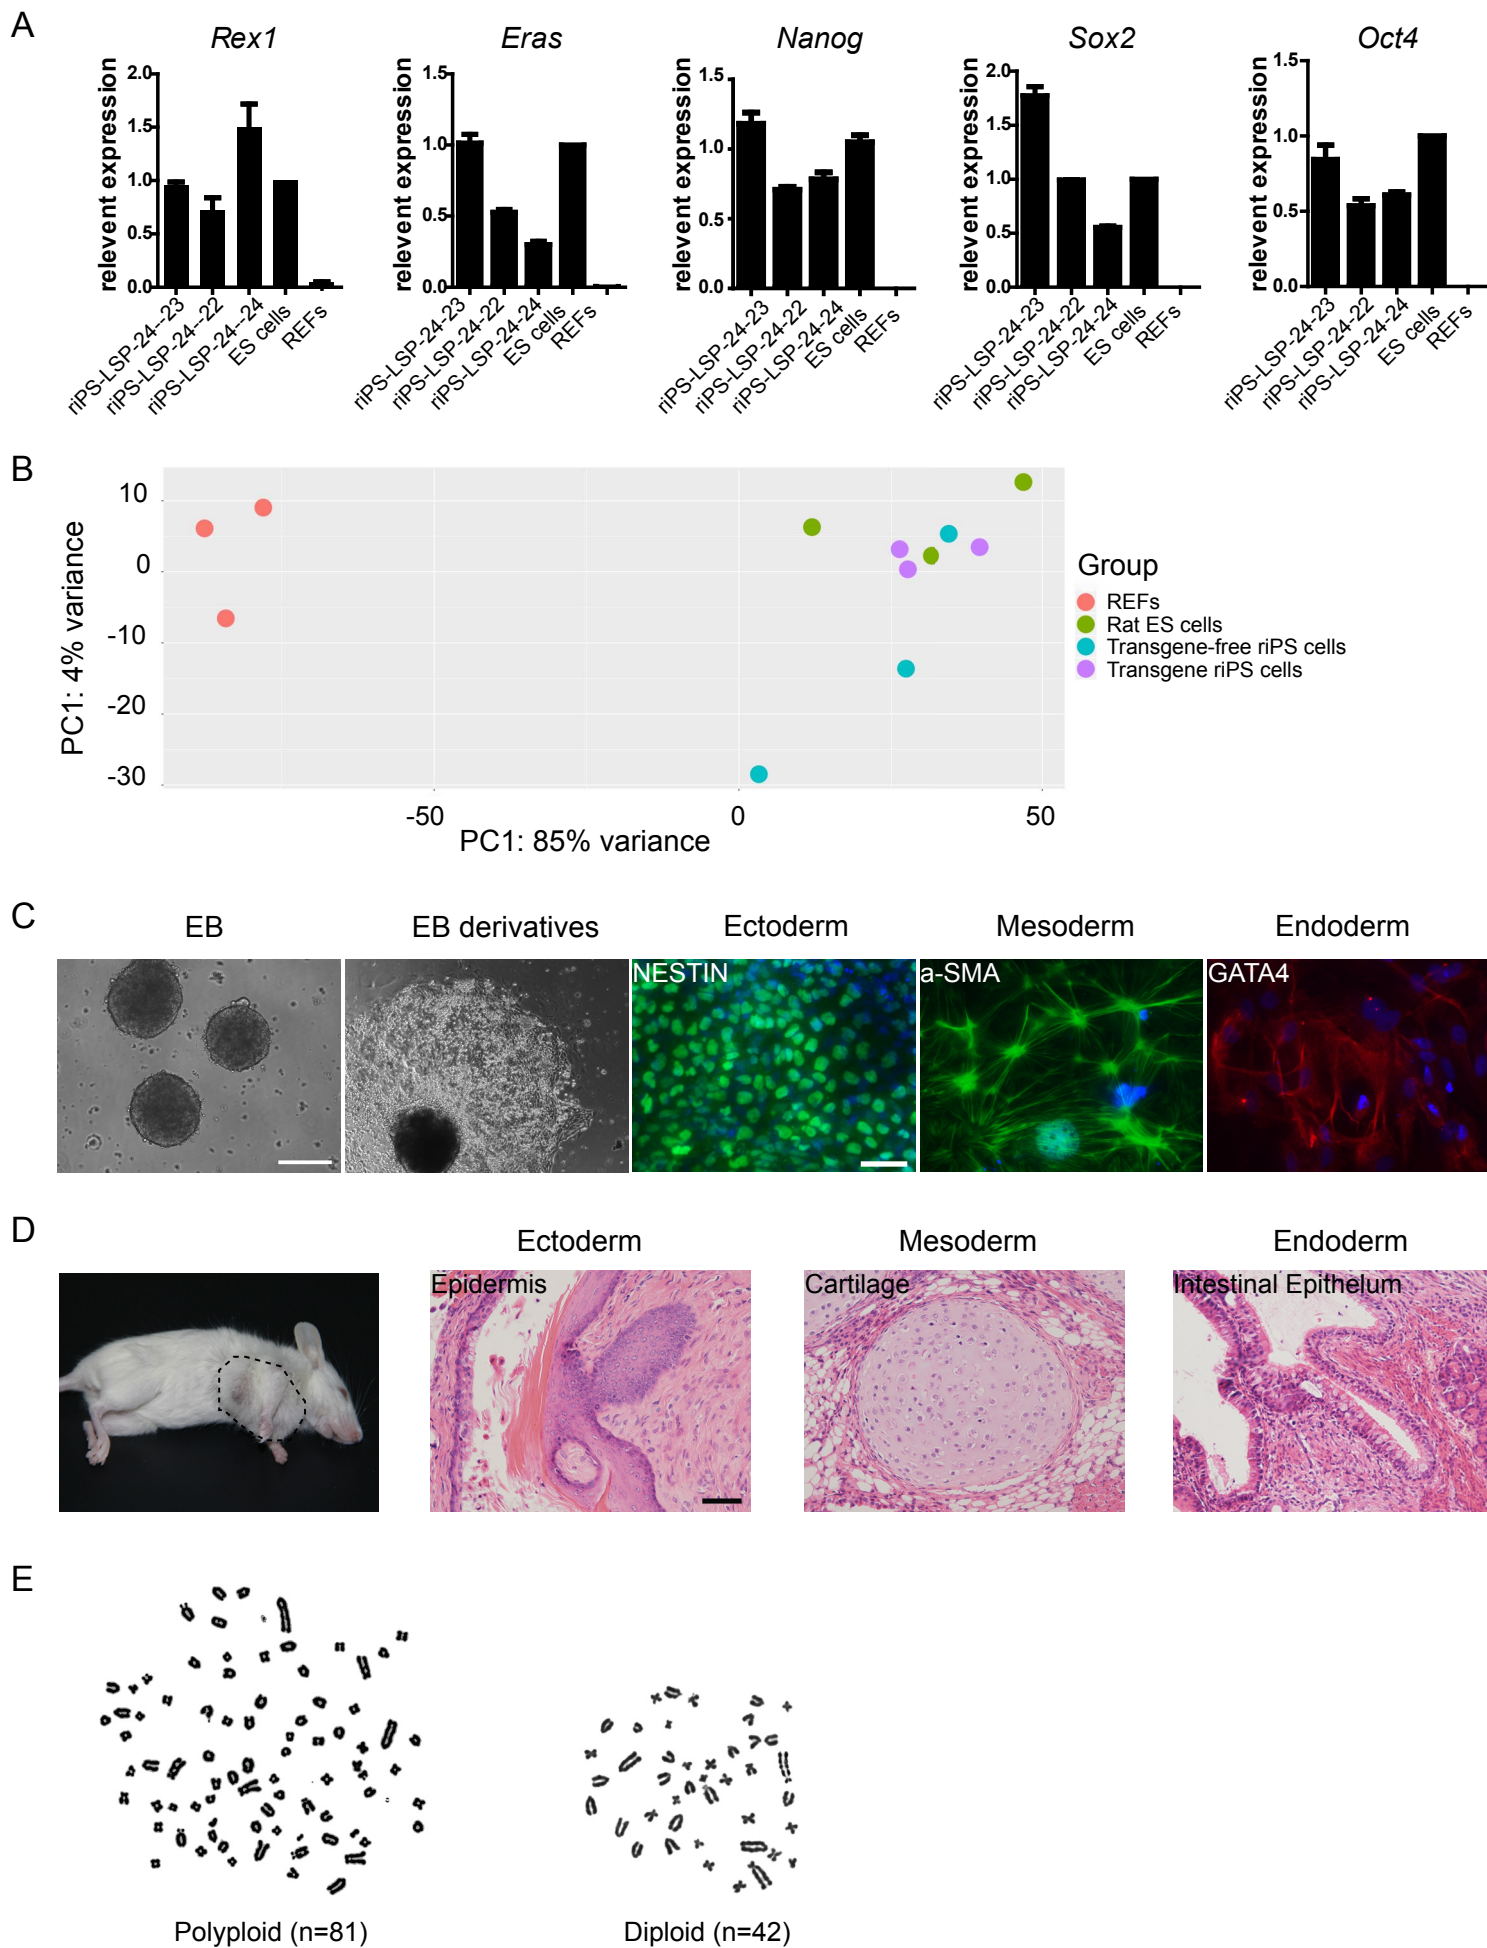 A
Rex1
Eras
Nanog
Sox2
Oct4
relevent expression
2.0
1.5
1.0
0.5
0.0
riPS-LSP-24--23
riPS-LSP-24--22
riPS-LSP-24--24
ES cells
REFs
relevent expression
1.5
1.0
0.5
0.0
riPS-LSP-24-23
riPS-LSP-24-22
riPS-LSP-24-24
ES cells
REFs
relevent expression
1.5
1.0
0.5
0.0
riPS-LSP-24-23
riPS-LSP-24-22
riPS-LSP-24-24
ES cells
REFs
relevent expression
2.0
1.5
1.0
0.5
0.0
riPS-LSP-24-23
riPS-LSP-24-22
riPS-LSP-24-24
ES cells
REFs
relevent expression
1.5
1.0
0.5
0.0
riPS-LSP-24-23
riPS-LSP-24-22
riPS-LSP-24-24
ES cells
REFs
B
PC1: 4% variance
10
0
-10
-20
-30
-50
0
50
PC1: 85% variance
Group
REFs
Rat ES cells
Transgene-free riPS cells
Transgene riPS cells
C
EB
EB derivatives
Ectoderm
Mesoderm
Endoderm
NESTIN
a-SMA
GATA4
D
Ectoderm
Mesoderm
Endoderm
Epidermis
Cartilage
Intestinal Epithelum
E
Polyploid (n=81)
Diploid (n=42)